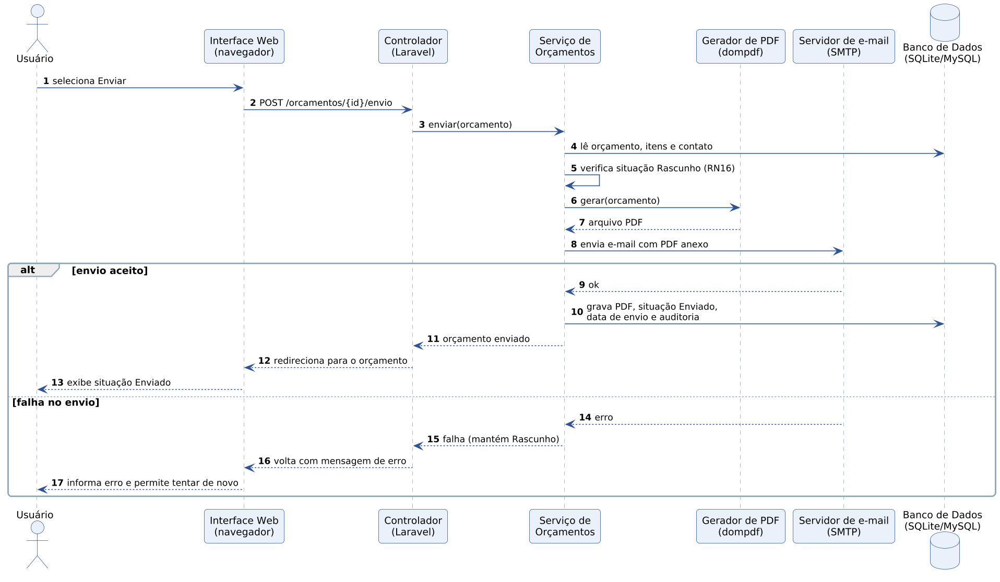 Usuário
Interface Web
(navegador)
Controlador
(Laravel)
Serviço de
Orçamentos
Gerador de PDF
(dompdf)
Servidor de e-mail
(SMTP)
Banco de Dados
(SQLite/MySQL)
1 seleciona Enviar
2 POST /orcamentos/{id}/envio
3 enviar(orcamento)
4 lê orçamento, itens e contato
5 verifica situação Rascunho (RN16)
6 gerar(orcamento)
7 arquivo PDF
8 envia e-mail com PDF anexo
alt [envio aceito]
9 ok
10 grava PDF, situação Enviado,
data de envio e auditoria
11 orçamento enviado
12 redireciona para o orçamento
13 exibe situação Enviado
[falha no envio]
14 erro
15 falha (mantém Rascunho)
16 volta com mensagem de erro
17 informa erro e permite tentar de novo
Usuário
Interface Web
(navegador)
Controlador
(Laravel)
Serviço de
Orçamentos
Gerador de PDF
(dompdf)
Servidor de e-mail
(SMTP)
Banco de Dados
(SQLite/MySQL)